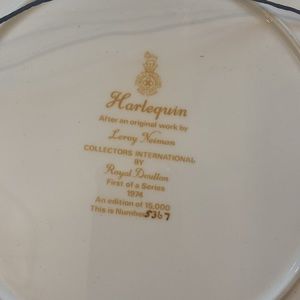 Harlequin
After an original work by
Leroy Neiman
COLLECTORS INTERNATIONAL
BY
Royal Doulton
First of a Series
1974
An edition of 15,000
This is Number 5367